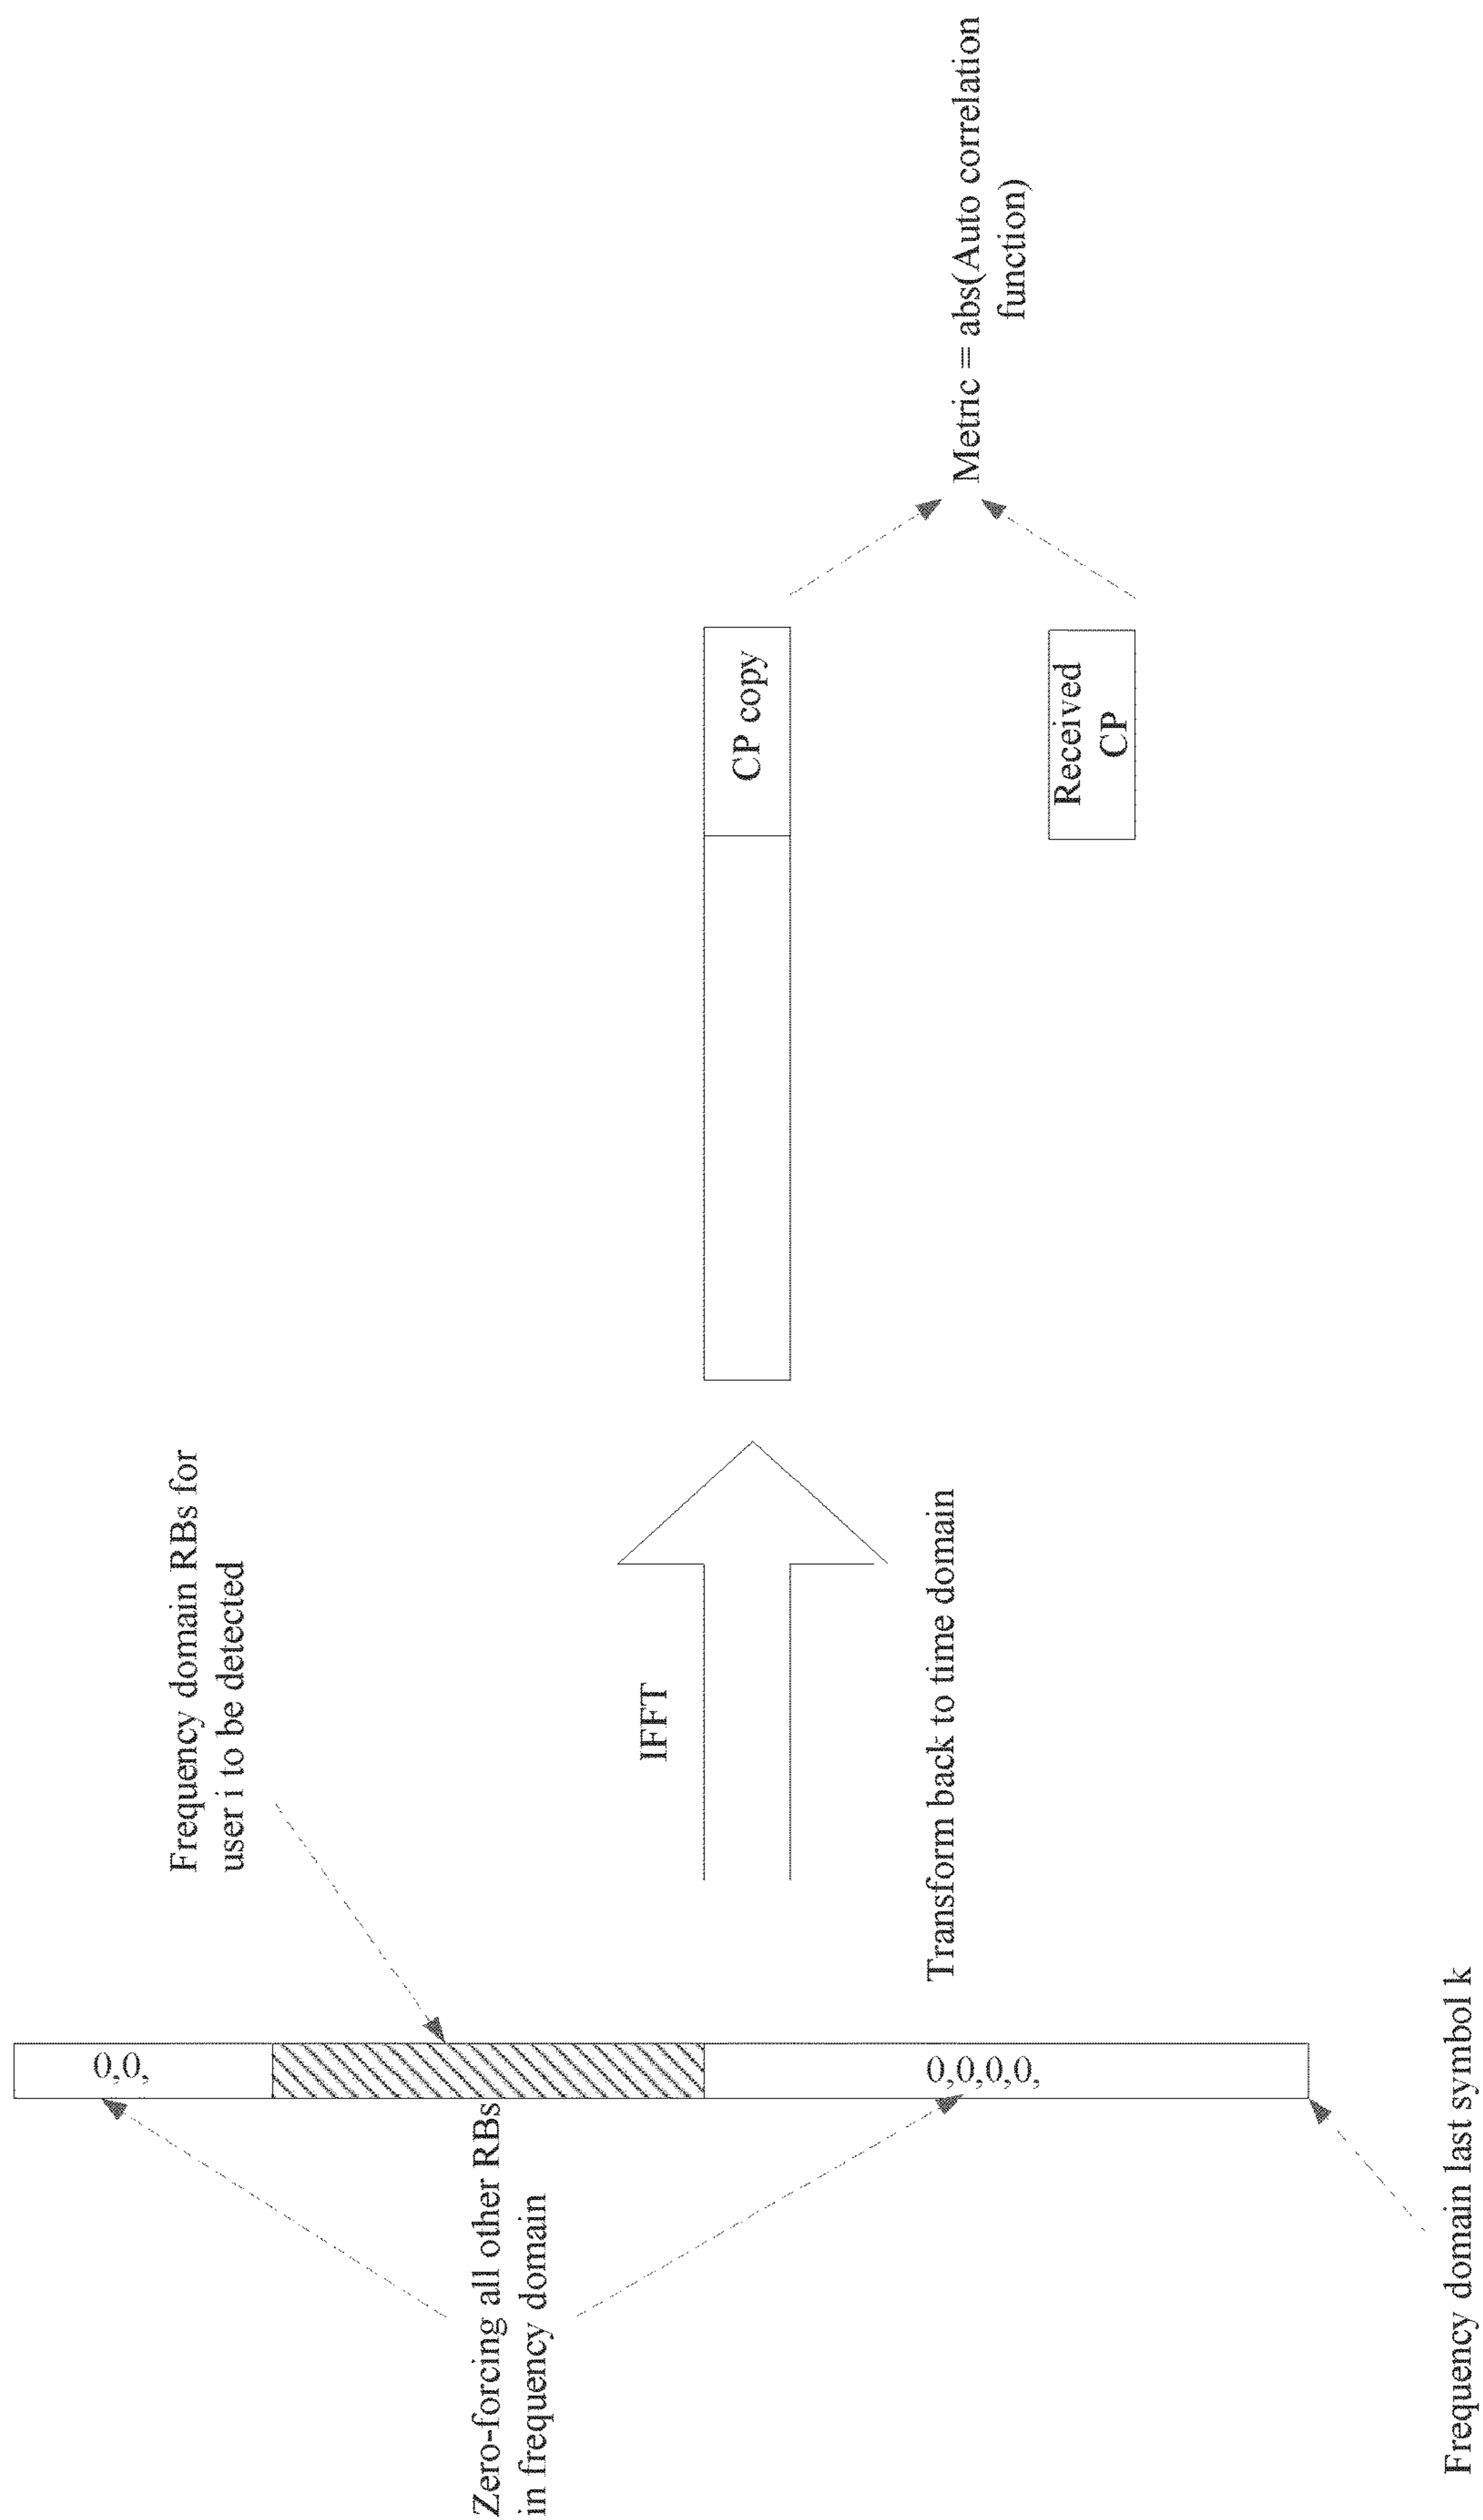 Zero-forcing all other RBs
in frequency domain
Frequency domain last symbol k
0,0,
0,0,0,0,
Frequency domain RBs for
user i to be detected
IFFT
Transform back to time domain
CP copy
Received
CP
Metric = abs(Auto correlation
function)